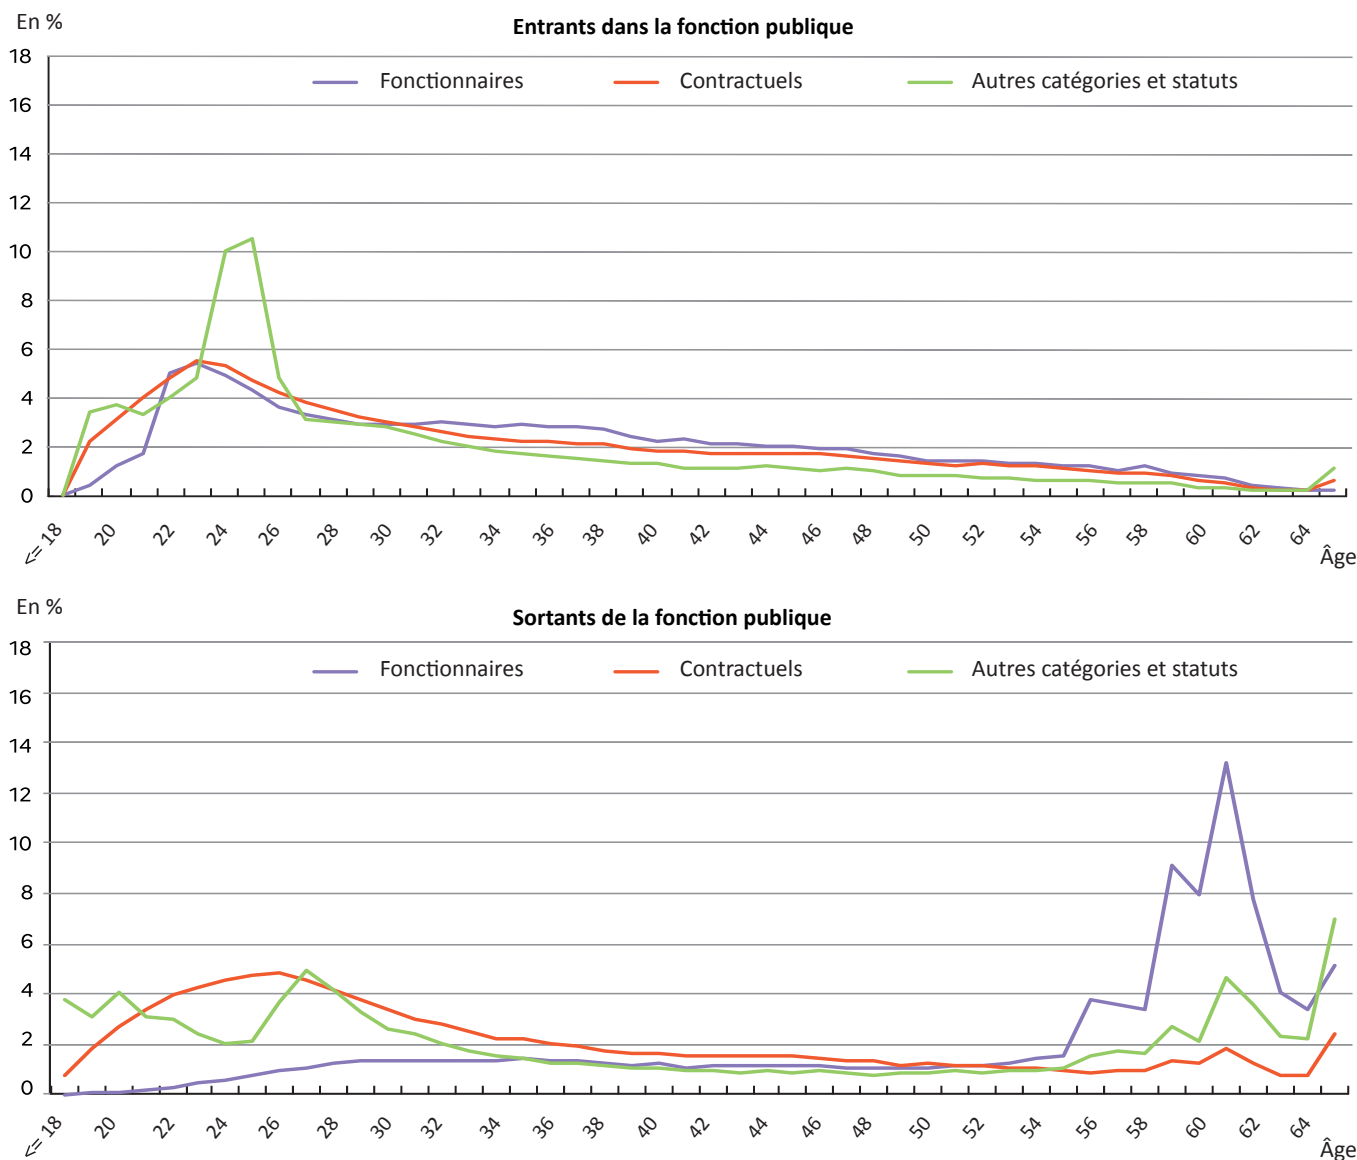 En %
Entrants dans la fonction publique
Fonctionnaires Contractuels Autres catégories et statuts
18
16
14
12
10
8
6
4
2
0
<= 18 20 22 24 26 28 30 32 34 36 38 40 42 44 46 48 50 52 54 56 58 60 62 64
Âge
En %
Sortants de la fonction publique
Fonctionnaires Contractuels Autres catégories et statuts
18
16
14
12
10
8
6
4
2
0
<= 18 20 22 24 26 28 30 32 34 36 38 40 42 44 46 48 50 52 54 56 58 60 62 64
Âge